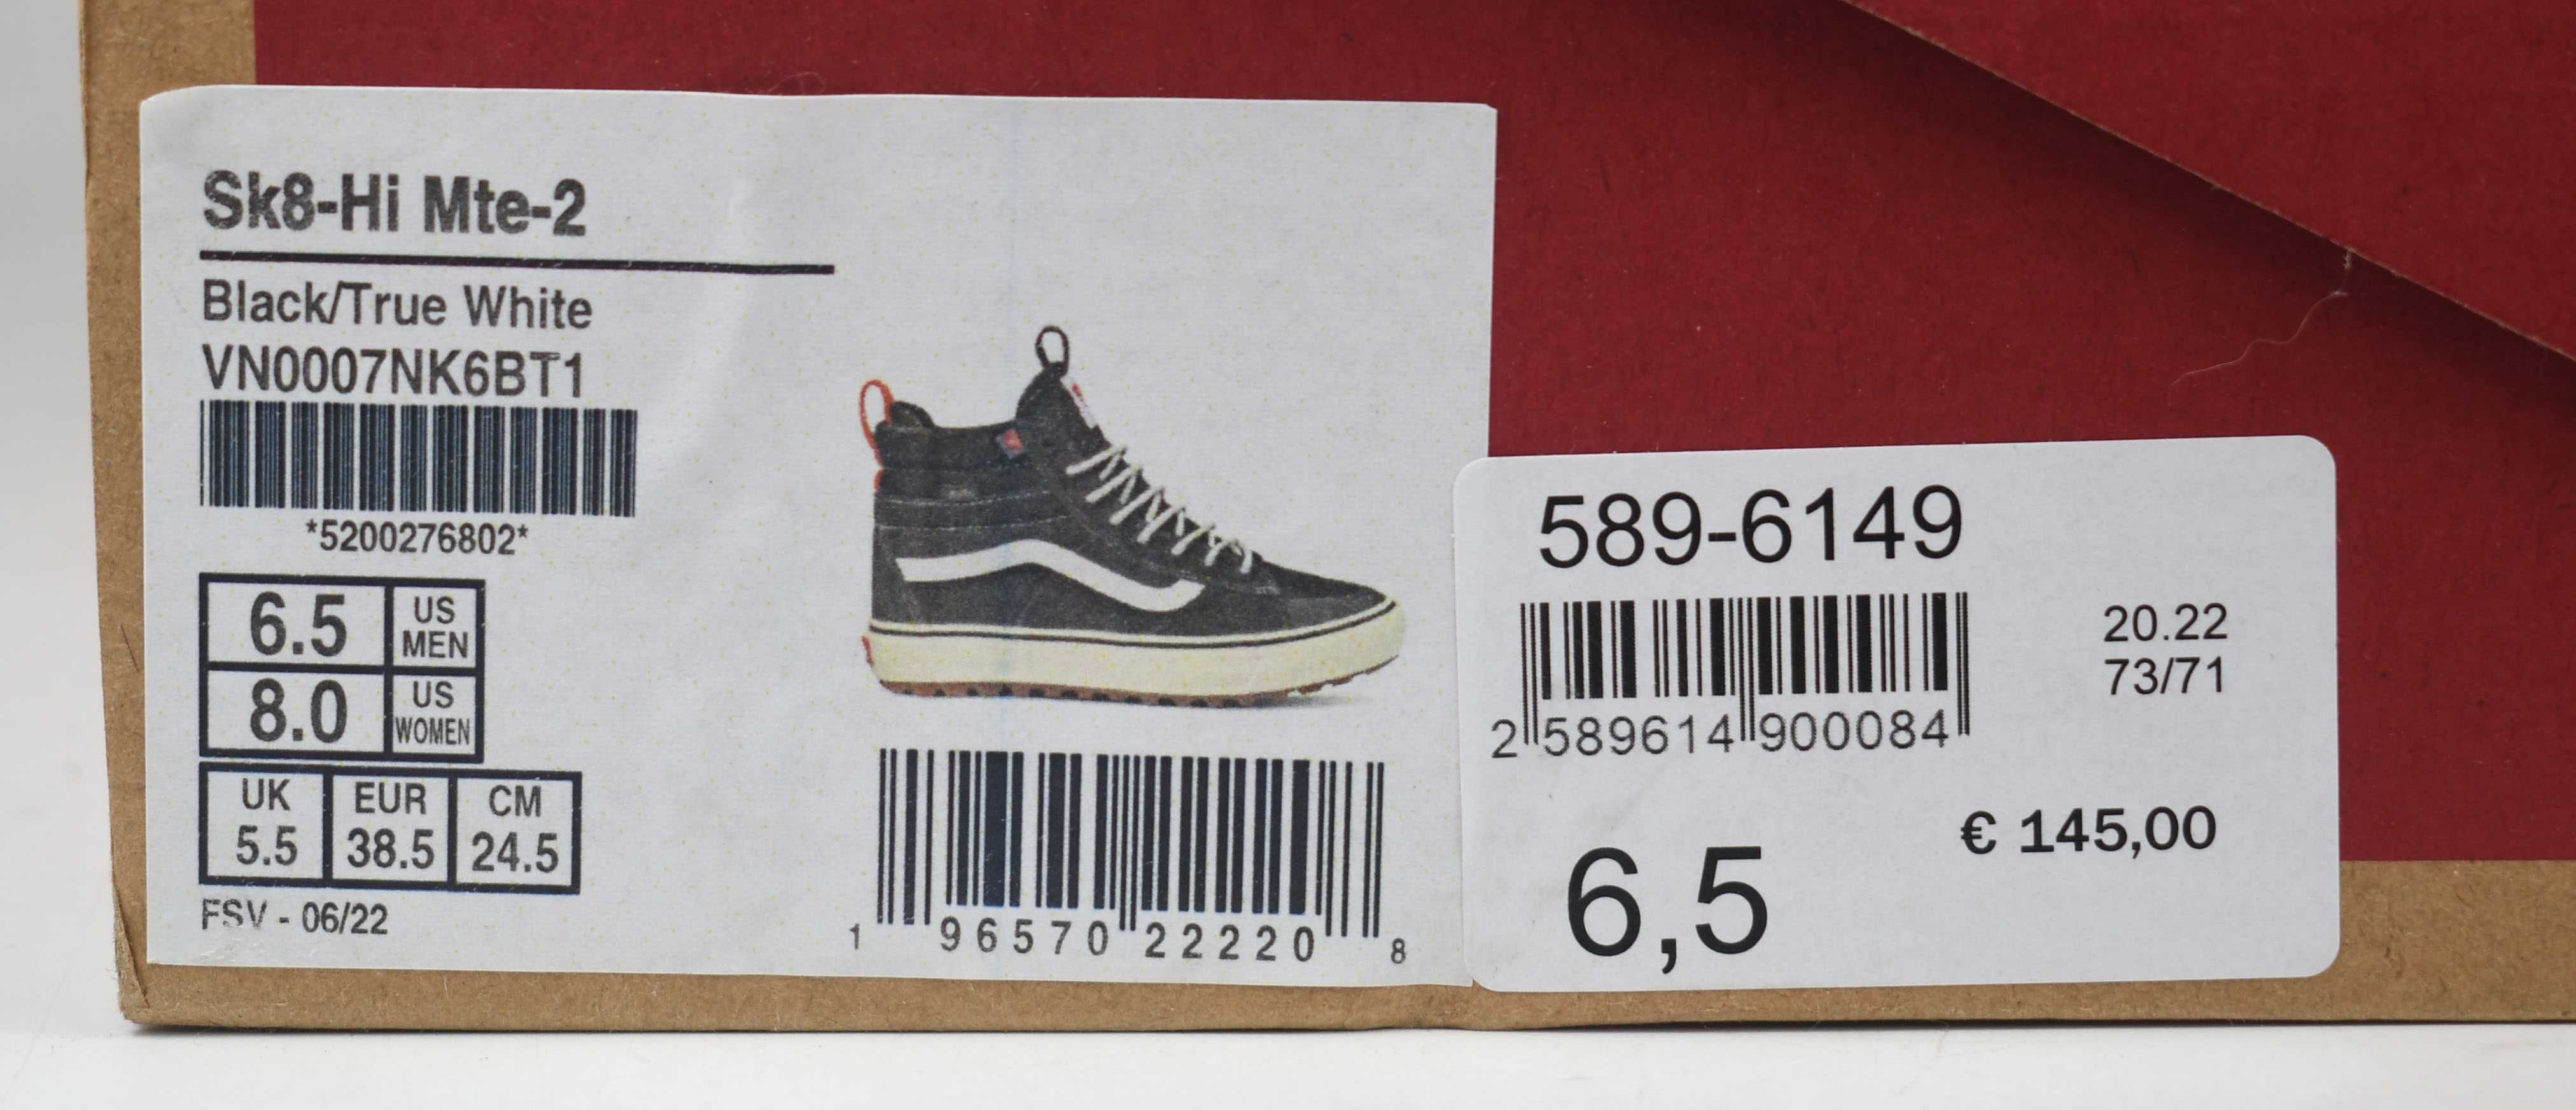 Sk8-Hi Mte-2
Black/True White
VN0007NK6BT1
*5200276802*
6.5 US MEN
8.0 US WOMEN
UK EUR CM
5.5 38.5 24.5
FSV - 06/22
1 96570 22220 8
589-6149
20.22
73/71
2 589614 900084
€ 145,00
6,5